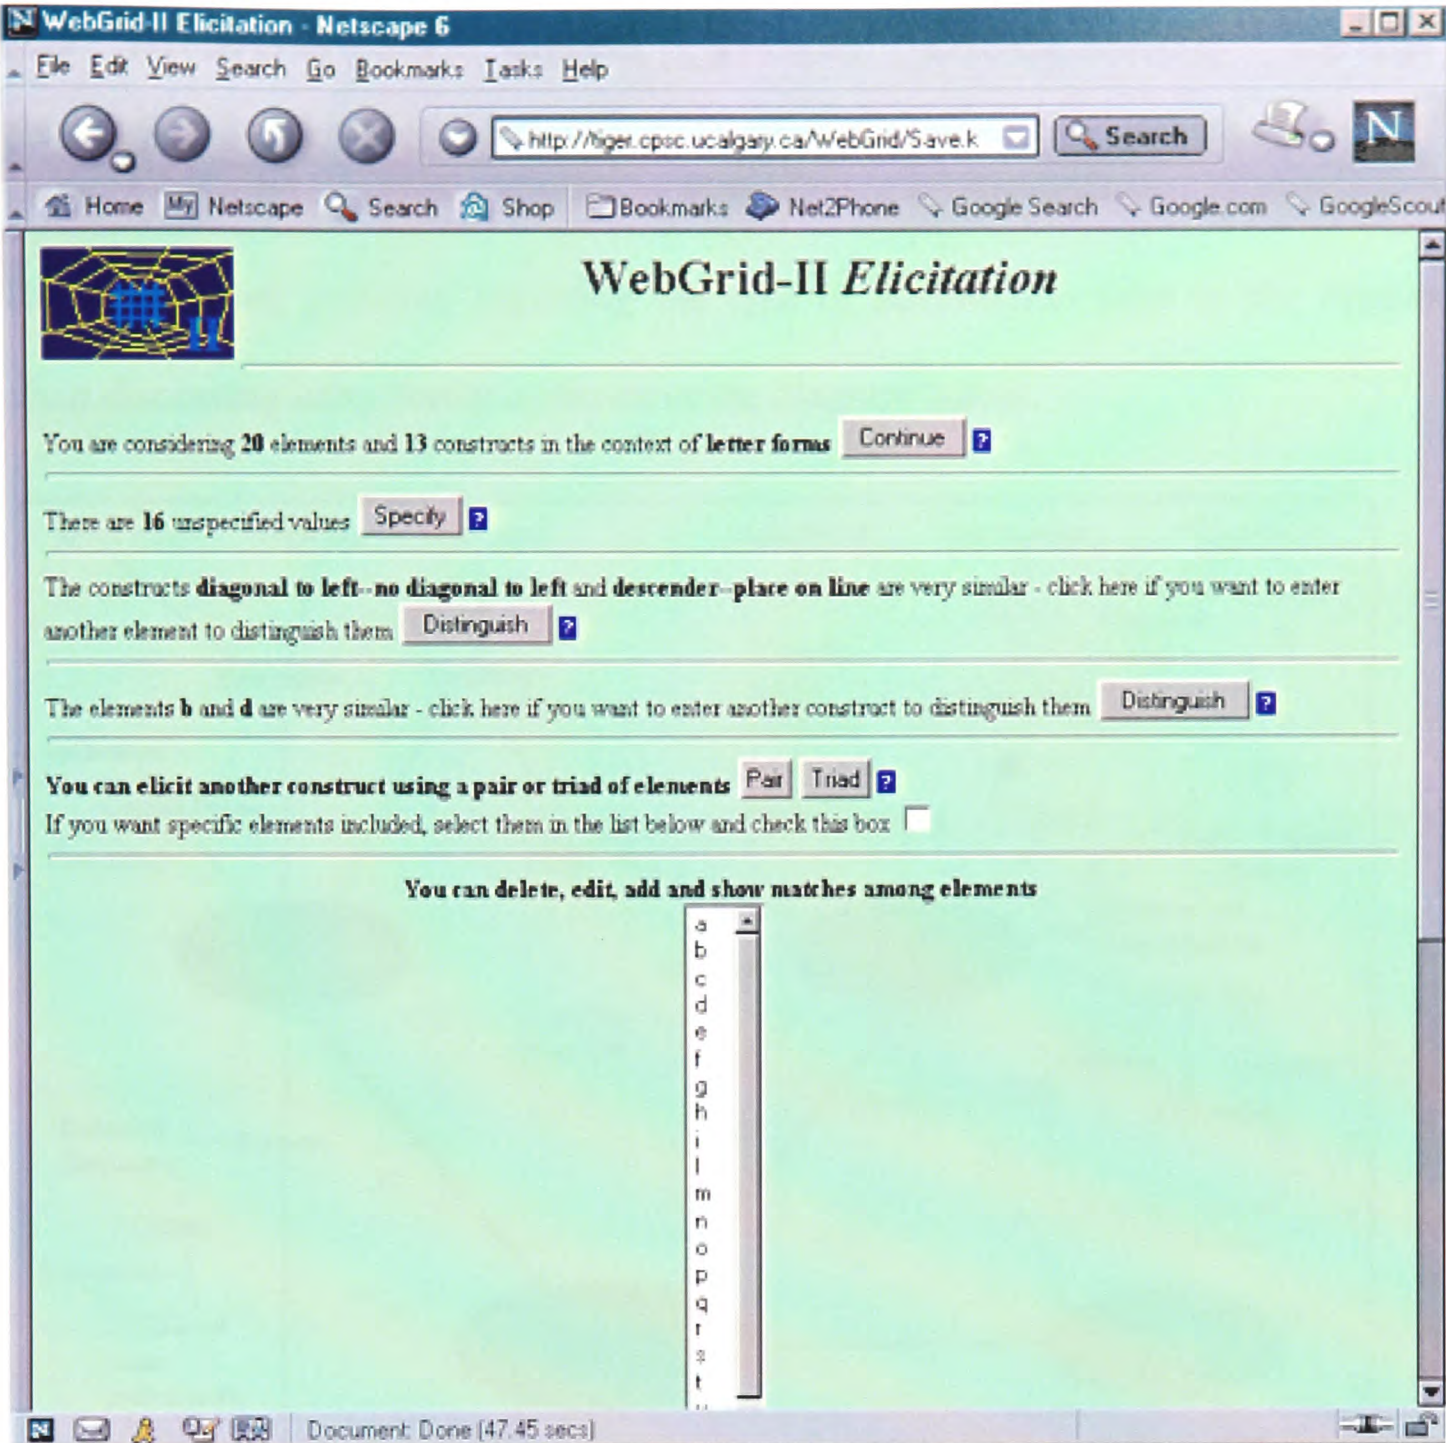 WebGrid-II Elicitation - Netscape 6
File Edit View Search Go Bookmarks Tasks Help
http://tiger.cpsc.ucalgary.ca/WebGrid/Save.k Search N
Home My Netscape Search Shop Bookmarks Net2Phone Google Search Google.com GoogleScout
II
WebGrid-II Elicitation
You are considering 20 elements and 13 constructs in the context of letter forms Continue ?
There are 16 unspecified values Specify ?
The constructs diagonal to left--no diagonal to left and descender--place on line are very similar - click here if you want to enter
another element to distinguish them Distinguish ?
The elements b and d are very similar - click here if you want to enter another construct to distinguish them Distinguish ?
You can elicit another construct using a pair or triad of elements Pair Triad ?
If you want specific elements included, select them in the list below and check this box
You can delete, edit, add and show matches among elements
a
b
c
d
e
f
g
h
i
l
m
n
o
p
q
r
s
t
Document: Done (47.45 secs)